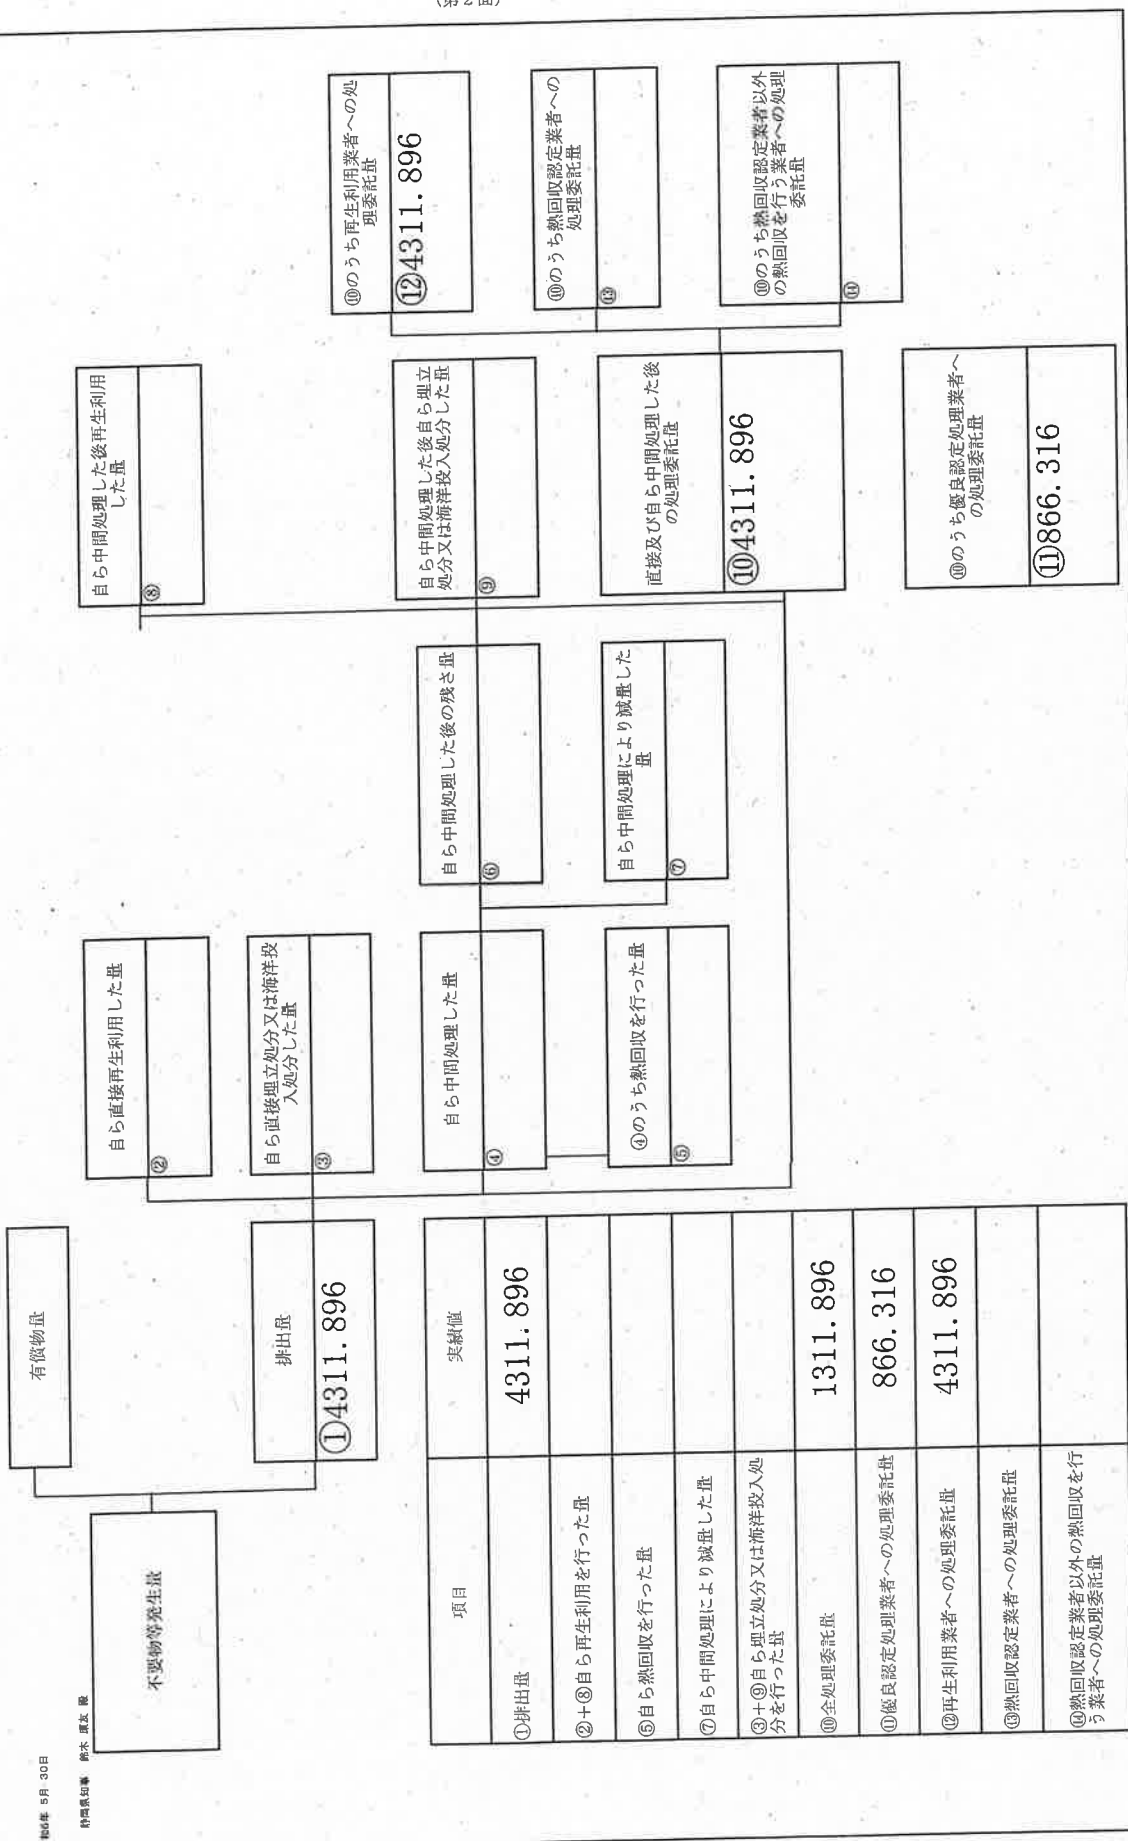 (第2面)
5月 30日
静岡県知事 鈴木 康友 殿
不要物等発生量
有償物量
排出量
①4311.896
自ら直接再生利用した量
②
自ら直接埋立処分又は海洋投
入処分した量
③
自ら中間処理した量
④
④のうち熱回収を行った量
⑤
自ら中間処理した後の残さ量
⑥
自ら中間処理により減量した
量
⑦
自ら中間処理した後再生利用
した量
⑧
自ら中間処理した後自ら埋立
処分又は海洋投入処分した量
⑨
直接及び自ら中間処理した後
の処理委託量
⑩4311.896
⑩のうち優良認定処理業者へ
の処理委託量
⑪866.316
⑩のうち再生利用業者への処
理委託量
⑫4311.896
⑩のうち熱回収認定業者への
処理委託量
⑬
⑩のうち熱回収認定業者以外
の熱回収を行う業者への処理
委託量
⑭
項目 実績値
①排出量 4311.896
②+⑧自ら再生利用を行った量
⑤自ら熱回収を行った量
⑦自ら中間処理により減量した量
③+⑨自ら埋立処分又は海洋投入処
分を行った量
⑩全処理委託量 1311.896
⑪優良認定処理業者への処理委託量 866.316
⑫再生利用業者への処理委託量 4311.896
⑬熱回収認定業者への処理委託量
⑭熱回収認定業者以外の熱回収を行
う業者への処理委託量